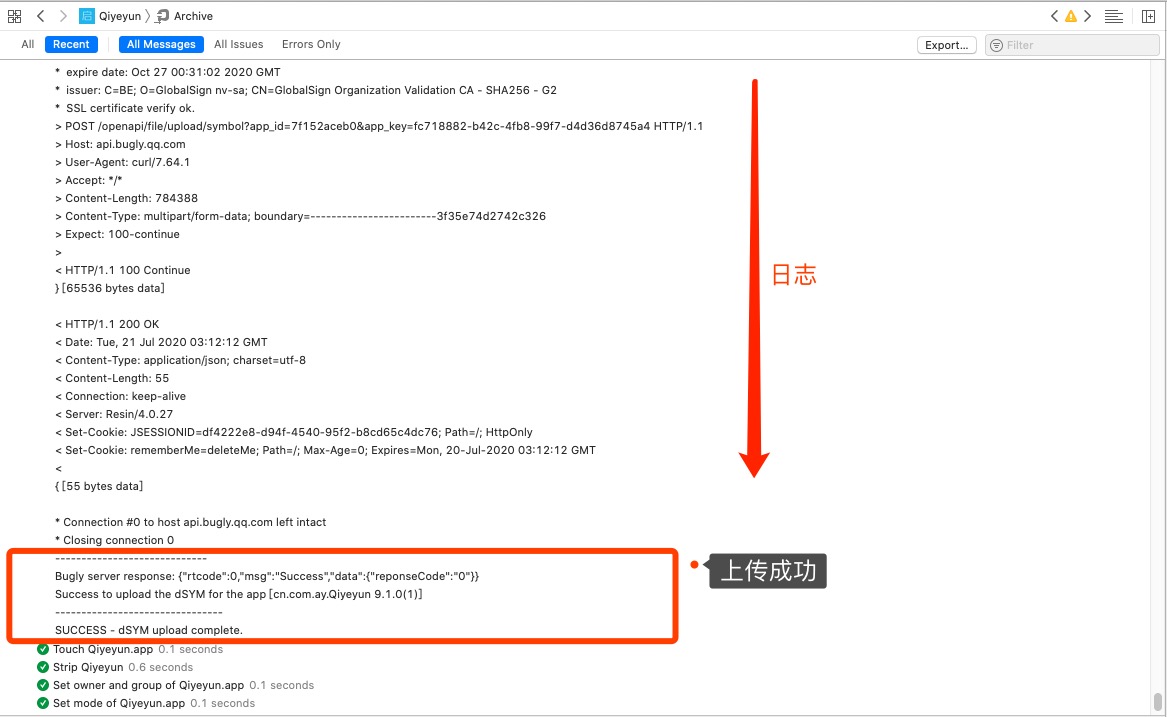 Qiyeyun 〉 Archive
All Recent All Messages All Issues Errors Only Export... Filter
* expire date: Oct 27 00:31:02 2020 GMT
* issuer: C=BE; O=GlobalSign nv-sa; CN=GlobalSign Organization Validation CA - SHA256 - G2
* SSL certificate verify ok.
> POST /openapi/file/upload/symbol?app_id=7f152aceb0&app_key=fc718882-b42c-4fb8-99f7-d4d36d8745a4 HTTP/1.1
> Host: api.bugly.qq.com
> User-Agent: curl/7.64.1
> Accept: */*
> Content-Length: 784388
> Content-Type: multipart/form-data; boundary=------------------------3f35e74d2742c326
> Expect: 100-continue
>
< HTTP/1.1 100 Continue
日志
} [65536 bytes data]
< HTTP/1.1 200 OK
< Date: Tue, 21 Jul 2020 03:12:12 GMT
< Content-Type: application/json; charset=utf-8
< Content-Length: 55
< Connection: keep-alive
< Server: Resin/4.0.27
< Set-Cookie: JSESSIONID=df4222e8-d94f-4540-95f2-b8cd65c4dc76; Path=/; HttpOnly
< Set-Cookie: rememberMe=deleteMe; Path=/; Max-Age=0; Expires=Mon, 20-Jul-2020 03:12:12 GMT
<
{ [55 bytes data]
* Connection #0 to host api.bugly.qq.com left intact
* Closing connection 0
-----------------------------
Bugly server response: {"rtcode":0,"msg":"Success","data":{"reponseCode":"0"}}
上传成功
Success to upload the dSYM for the app [cn.com.ay.Qiyeyun 9.1.0(1)]
--------------------------------
SUCCESS - dSYM upload complete.
Touch Qiyeyun.app 0.1 seconds
Strip Qiyeyun 0.6 seconds
Set owner and group of Qiyeyun.app 0.1 seconds
Set mode of Qiyeyun.app 0.1 seconds